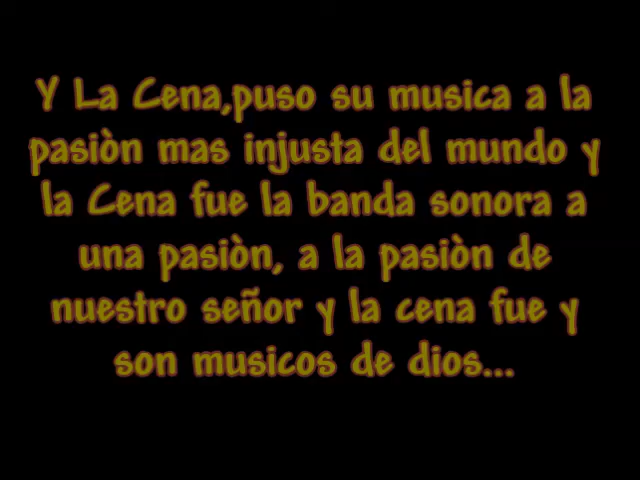 Y La Cena,puso su musica a la
pasiòn mas injusta del mundo y
la Cena fue la banda sonora a
una pasiòn, a la pasiòn de
nuestro señor y la cena fue y
son musicos de dios...